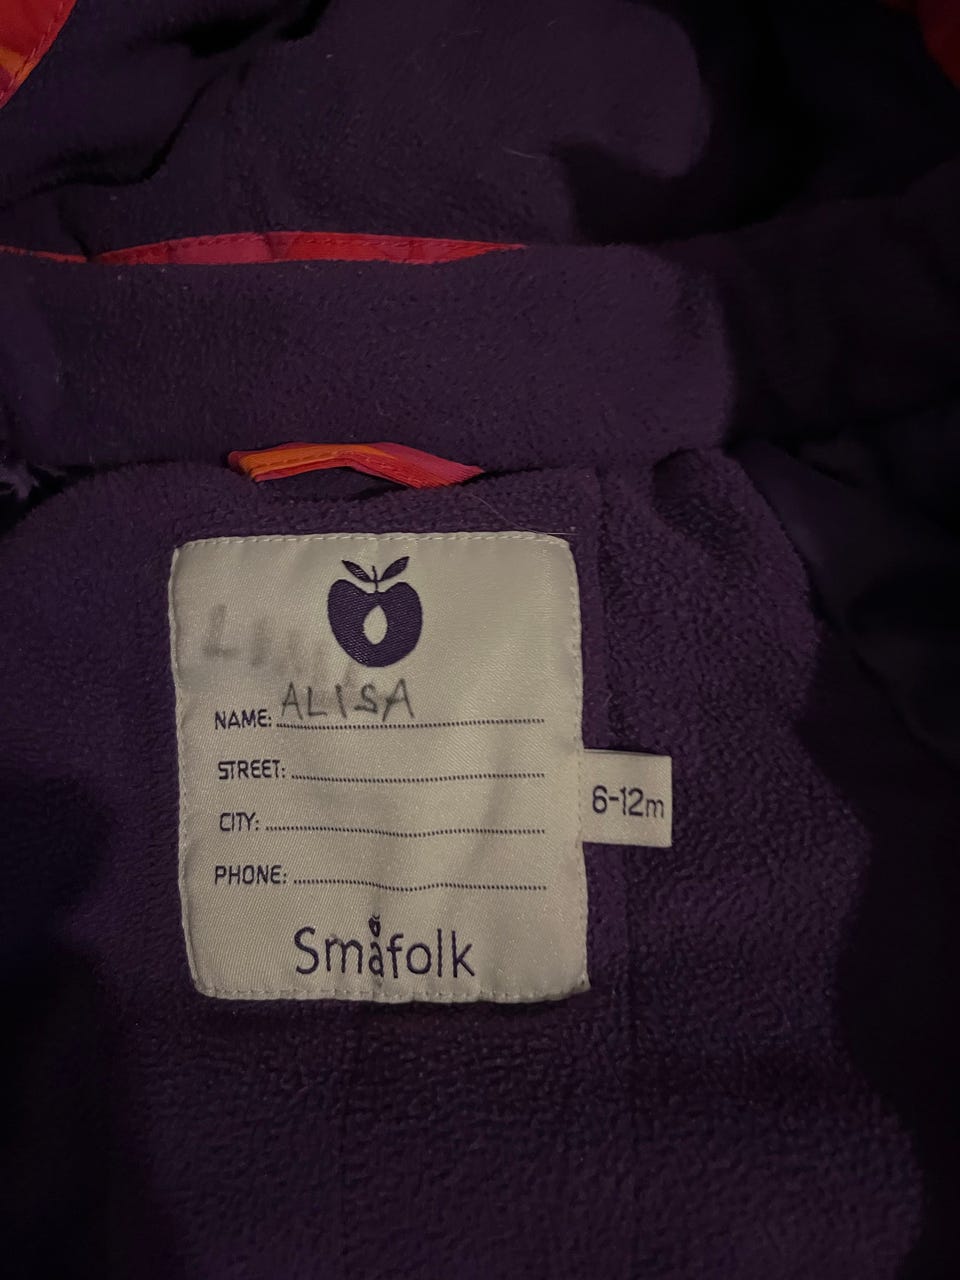 NAME: ALISA
STREET:
CITY:
PHONE:
6-12m
Småfolk